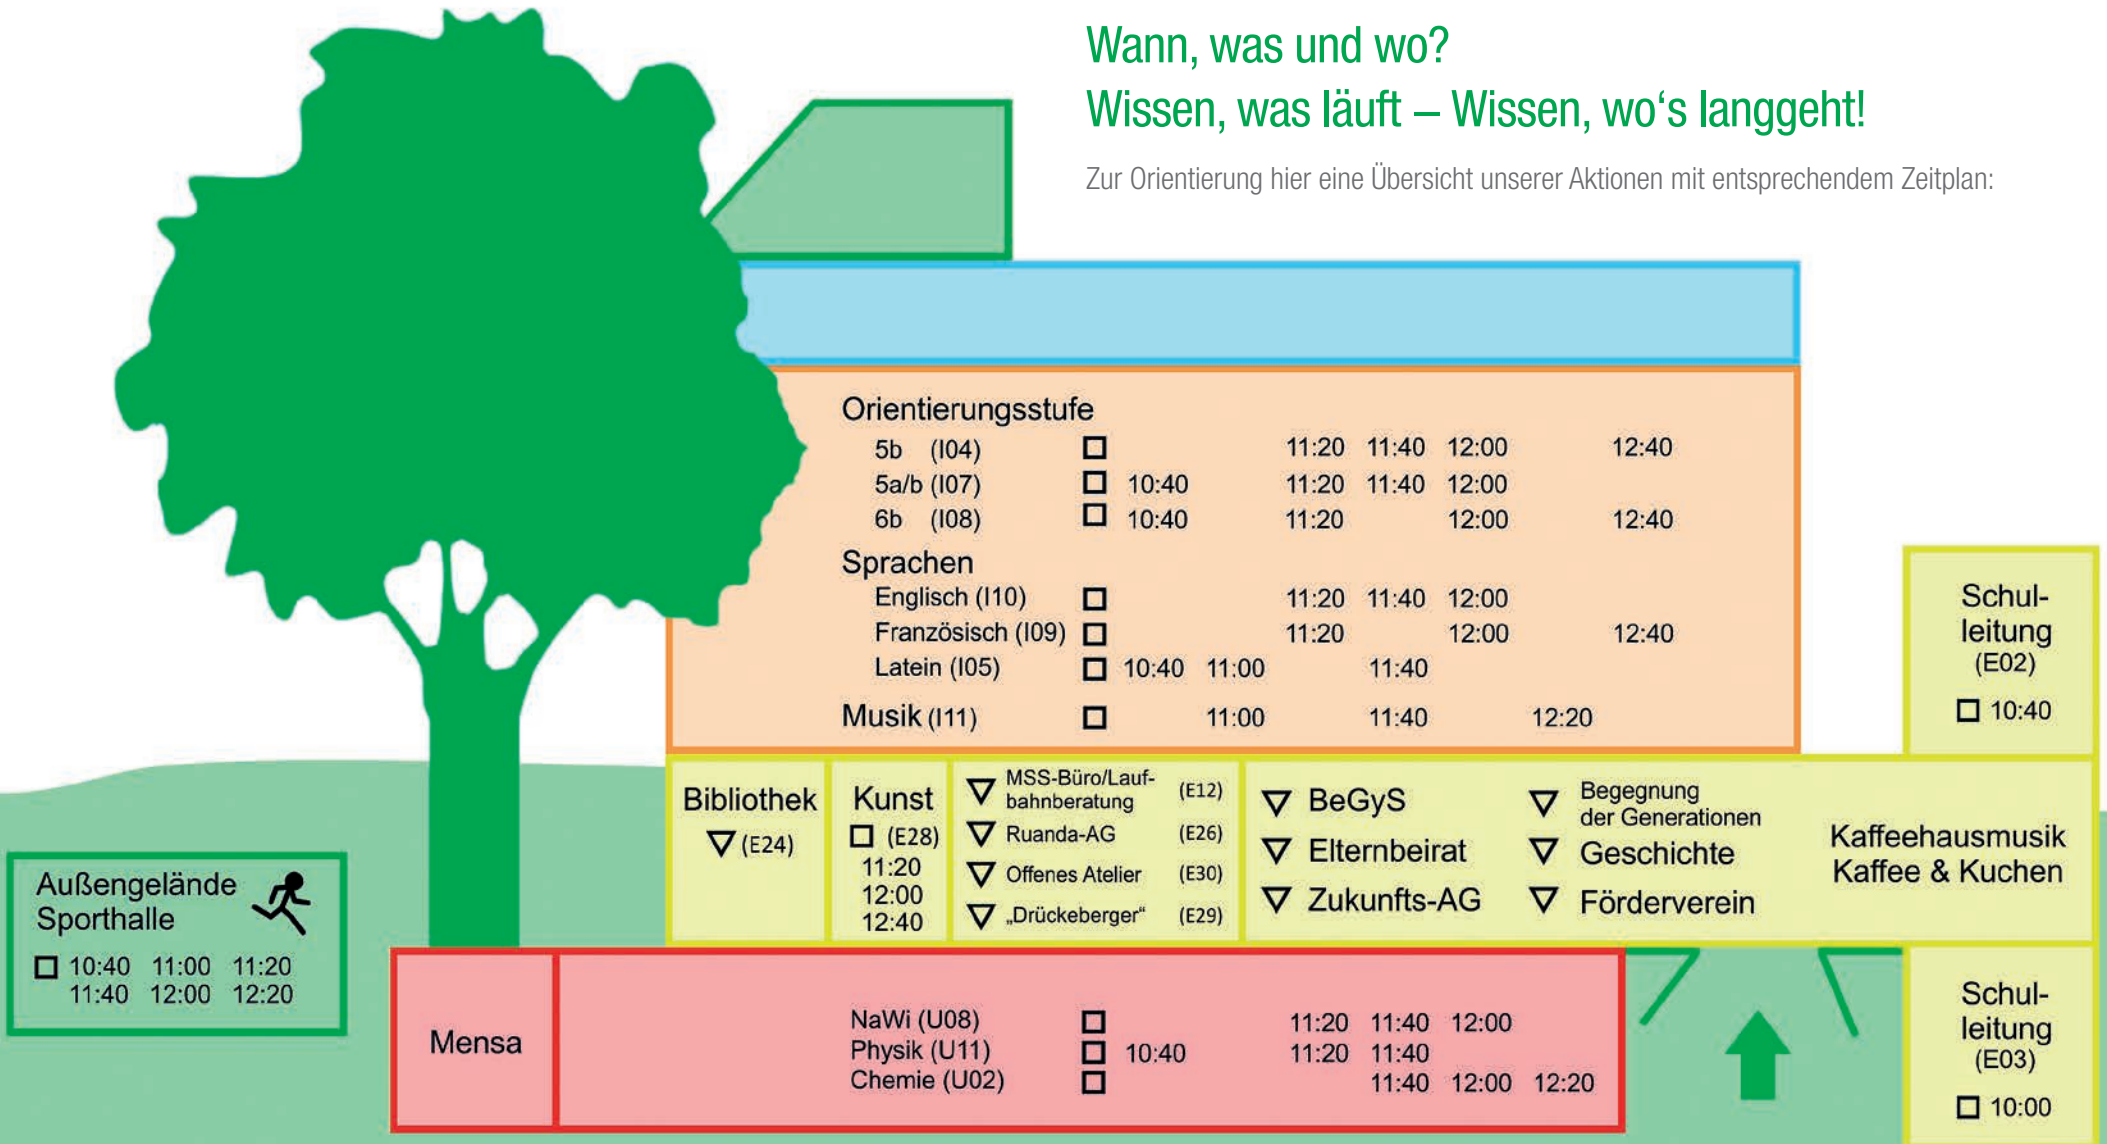 Wann, was und wo?
Wissen, was läuft – Wissen, wo‘s langgeht!
Zur Orientierung hier eine Übersicht unserer Aktionen mit entsprechendem Zeitplan:
Orientierungsstufe
5b (I04) 11:20 11:40 12:00 12:40
5a/b (I07) 10:40 11:20 11:40 12:00
6b (I08) 10:40 11:20 12:00 12:40
Sprachen
Englisch (I10) 11:20 11:40 12:00
Französisch (I09) 11:20 12:00 12:40
Latein (I05) 10:40 11:00 11:40
Musik (I11) 11:00 11:40 12:20
Schul-
leitung
(E02)
10:40
Bibliothek
(E24)
Kunst
(E28)
11:20
12:00
12:40
MSS-Büro/Lauf-
bahnberatung (E12)
Ruanda-AG (E26)
Offenes Atelier (E30)
„Drückeberger“ (E29)
BeGyS
Elternbeirat
Zukunfts-AG
Begegnung
der Generationen
Geschichte
Förderverein
Kaffeehausmusik
Kaffee & Kuchen
Außengelände
Sporthalle
10:40 11:00 11:20
11:40 12:00 12:20
Mensa
NaWi (U08) 11:20 11:40 12:00
Physik (U11) 10:40 11:20 11:40
Chemie (U02) 11:40 12:00 12:20
Schul-
leitung
(E03)
10:00